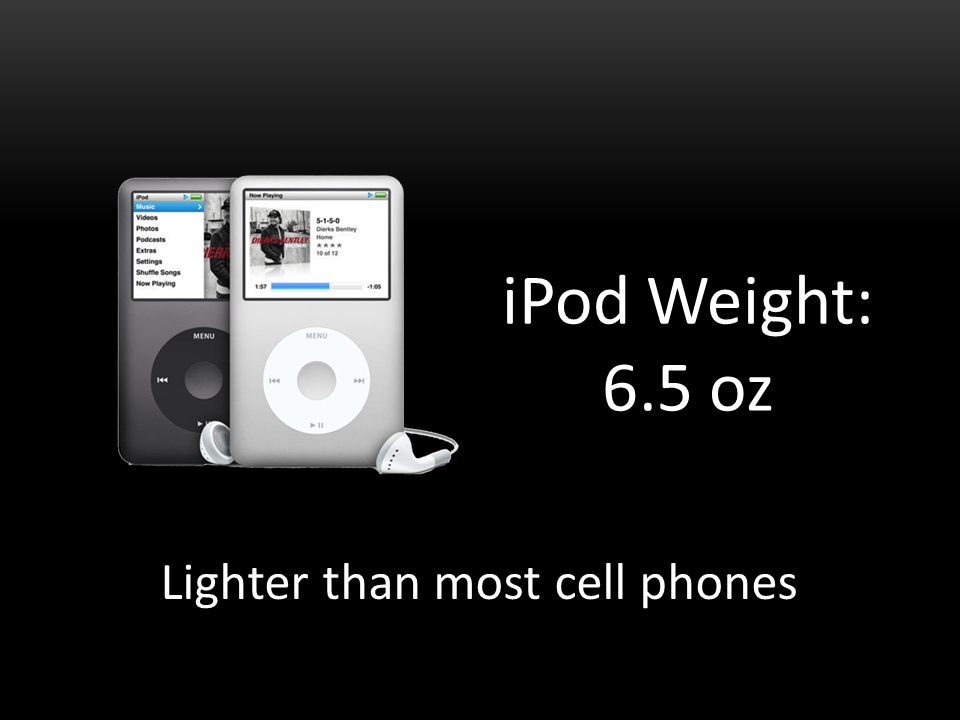 iPod
Music
Videos
Photos
Podcasts
Extras
Settings
Shuffle Songs
Now Playing
MENU
Now Playing
DIERKS BENTLEY
5-1-5-0
Dierks Bentley
Home
★★★★
10 of 12
1:57 -1:05
MENU
iPod Weight:
6.5 oz
Lighter than most cell phones